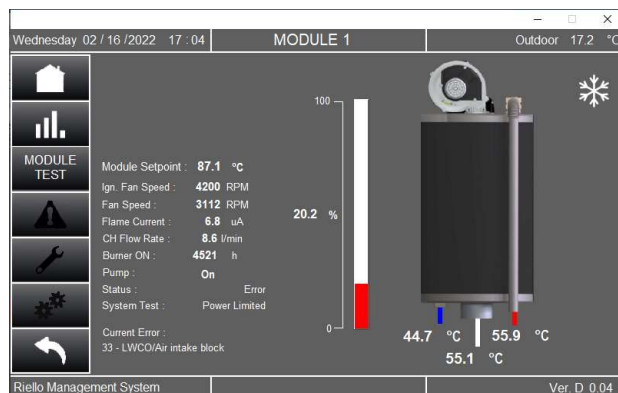 Wednesday 02 / 16 /2022 17 : 04 MODULE 1 Outdoor 17.2 °C
100
MODULE TEST
Module Setpoint : 87.1 °C
Ign. Fan Speed : 4200 RPM
Fan Speed : 3112 RPM
Flame Current : 6.8 uA
20.2 %
CH Flow Rate : 8.6 l/min
Burner ON : 4521 h
Pump : On
Status : Error
System Test : Power Limited
0
Current Error :
33 - LWCO/Air intake block
44.7 °C 55.9 °C
55.1 °C
Riello Management System Ver. D 0.04